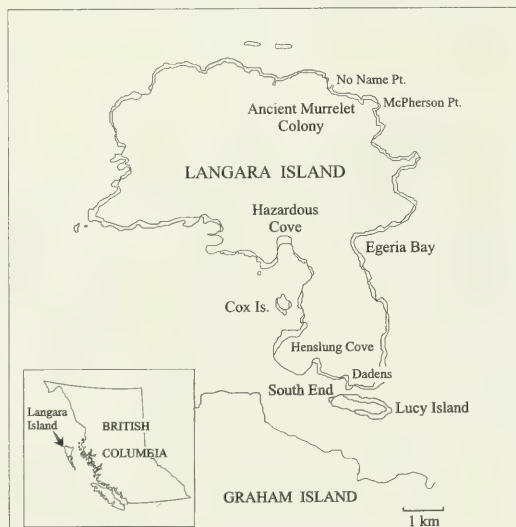 No Name Pt.
McPherson Pt.
Ancient Murrelet
Colony
LANGARA ISLAND
Hazardous
Cove
Egeria Bay
Cox Is.
Henslung Cove
Dadens
South End
Lucy Island
Langara
Island
BRITISH
COLUMBIA
GRAHAM ISLAND
1 km